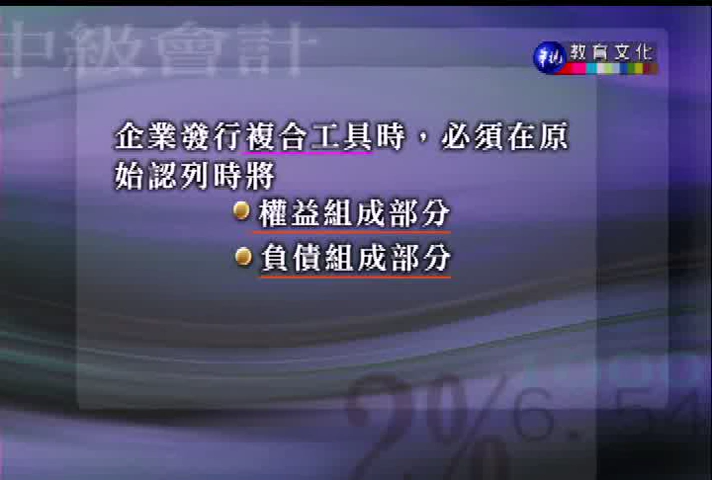 中級會計
華視
教育文化
企業發行複合工具時，必須在原
始認列時將
權益組成部分
負債組成部分
2%
6.54